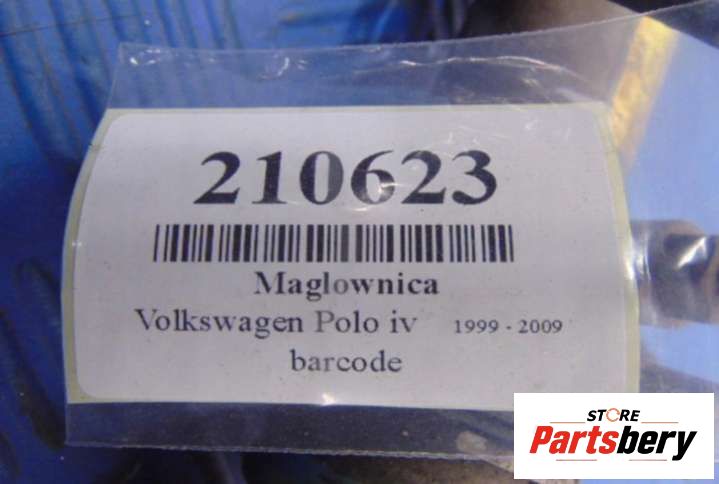 210623
Maglownica
Volkswagen Polo iv 1999 - 2009
barcode
STORE
Partsbery